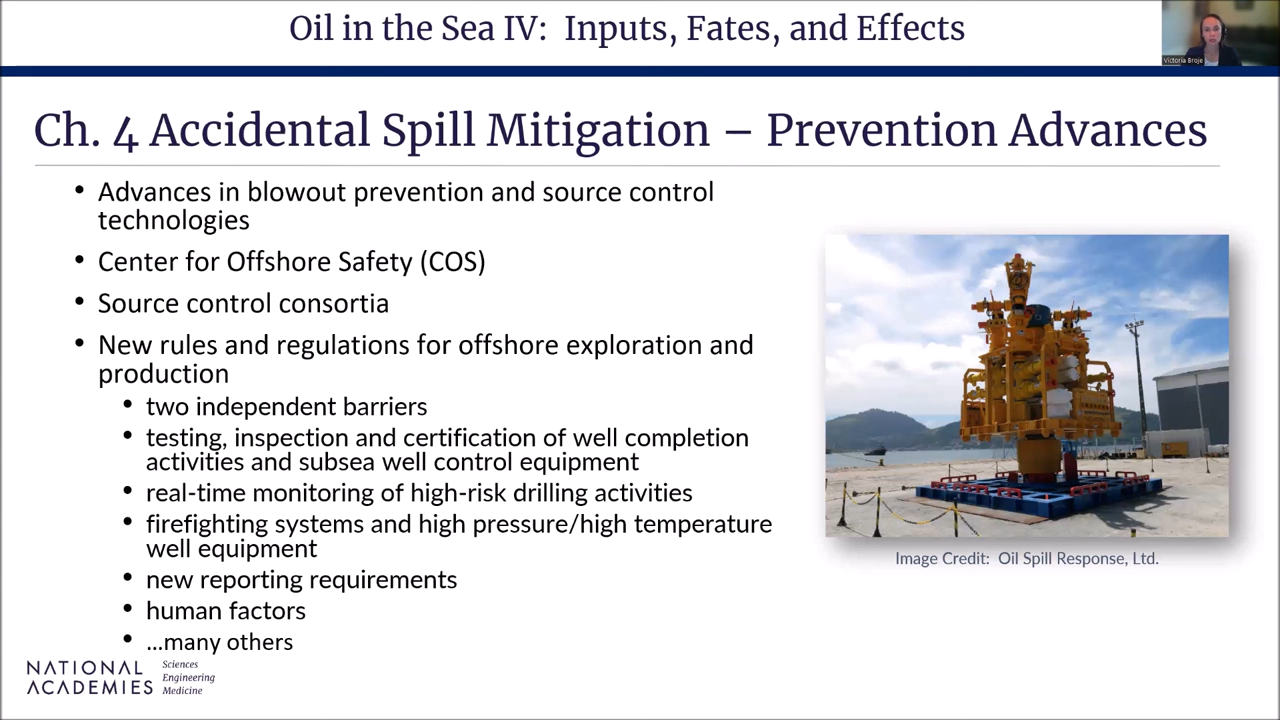 Oil in the Sea IV: Inputs, Fates, and Effects
Victoria Broje
Ch. 4 Accidental Spill Mitigation – Prevention Advances
• Advances in blowout prevention and source control
technologies
• Center for Offshore Safety (COS)
• Source control consortia
• New rules and regulations for offshore exploration and
production
• two independent barriers
• testing, inspection and certification of well completion
activities and subsea well control equipment
• real-time monitoring of high-risk drilling activities
• firefighting systems and high pressure/high temperature
well equipment
• new reporting requirements
• human factors
• …many others
Image Credit: Oil Spill Response, Ltd.
NATIONAL
ACADEMIES
Sciences
Engineering
Medicine